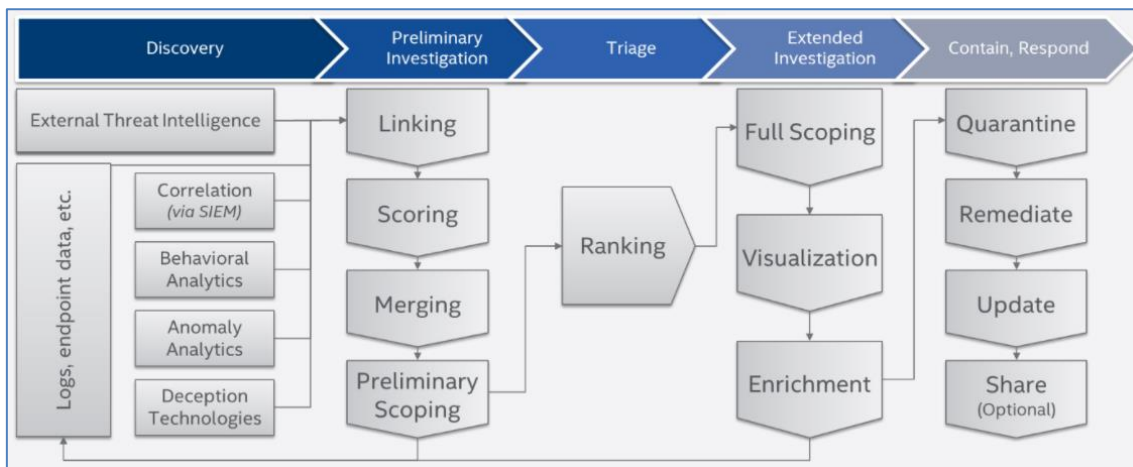 Discovery
Preliminary
Investigation
Triage
Extended
Investigation
Contain, Respond
External Threat Intelligence
Logs, endpoint data, etc.
Correlation
(via SIEM)
Behavioral
Analytics
Anomaly
Analytics
Deception
Technologies
Linking
Scoring
Merging
Preliminary
Scoping
Ranking
Full Scoping
Visualization
Enrichment
Quarantine
Remediate
Update
Share
(Optional)